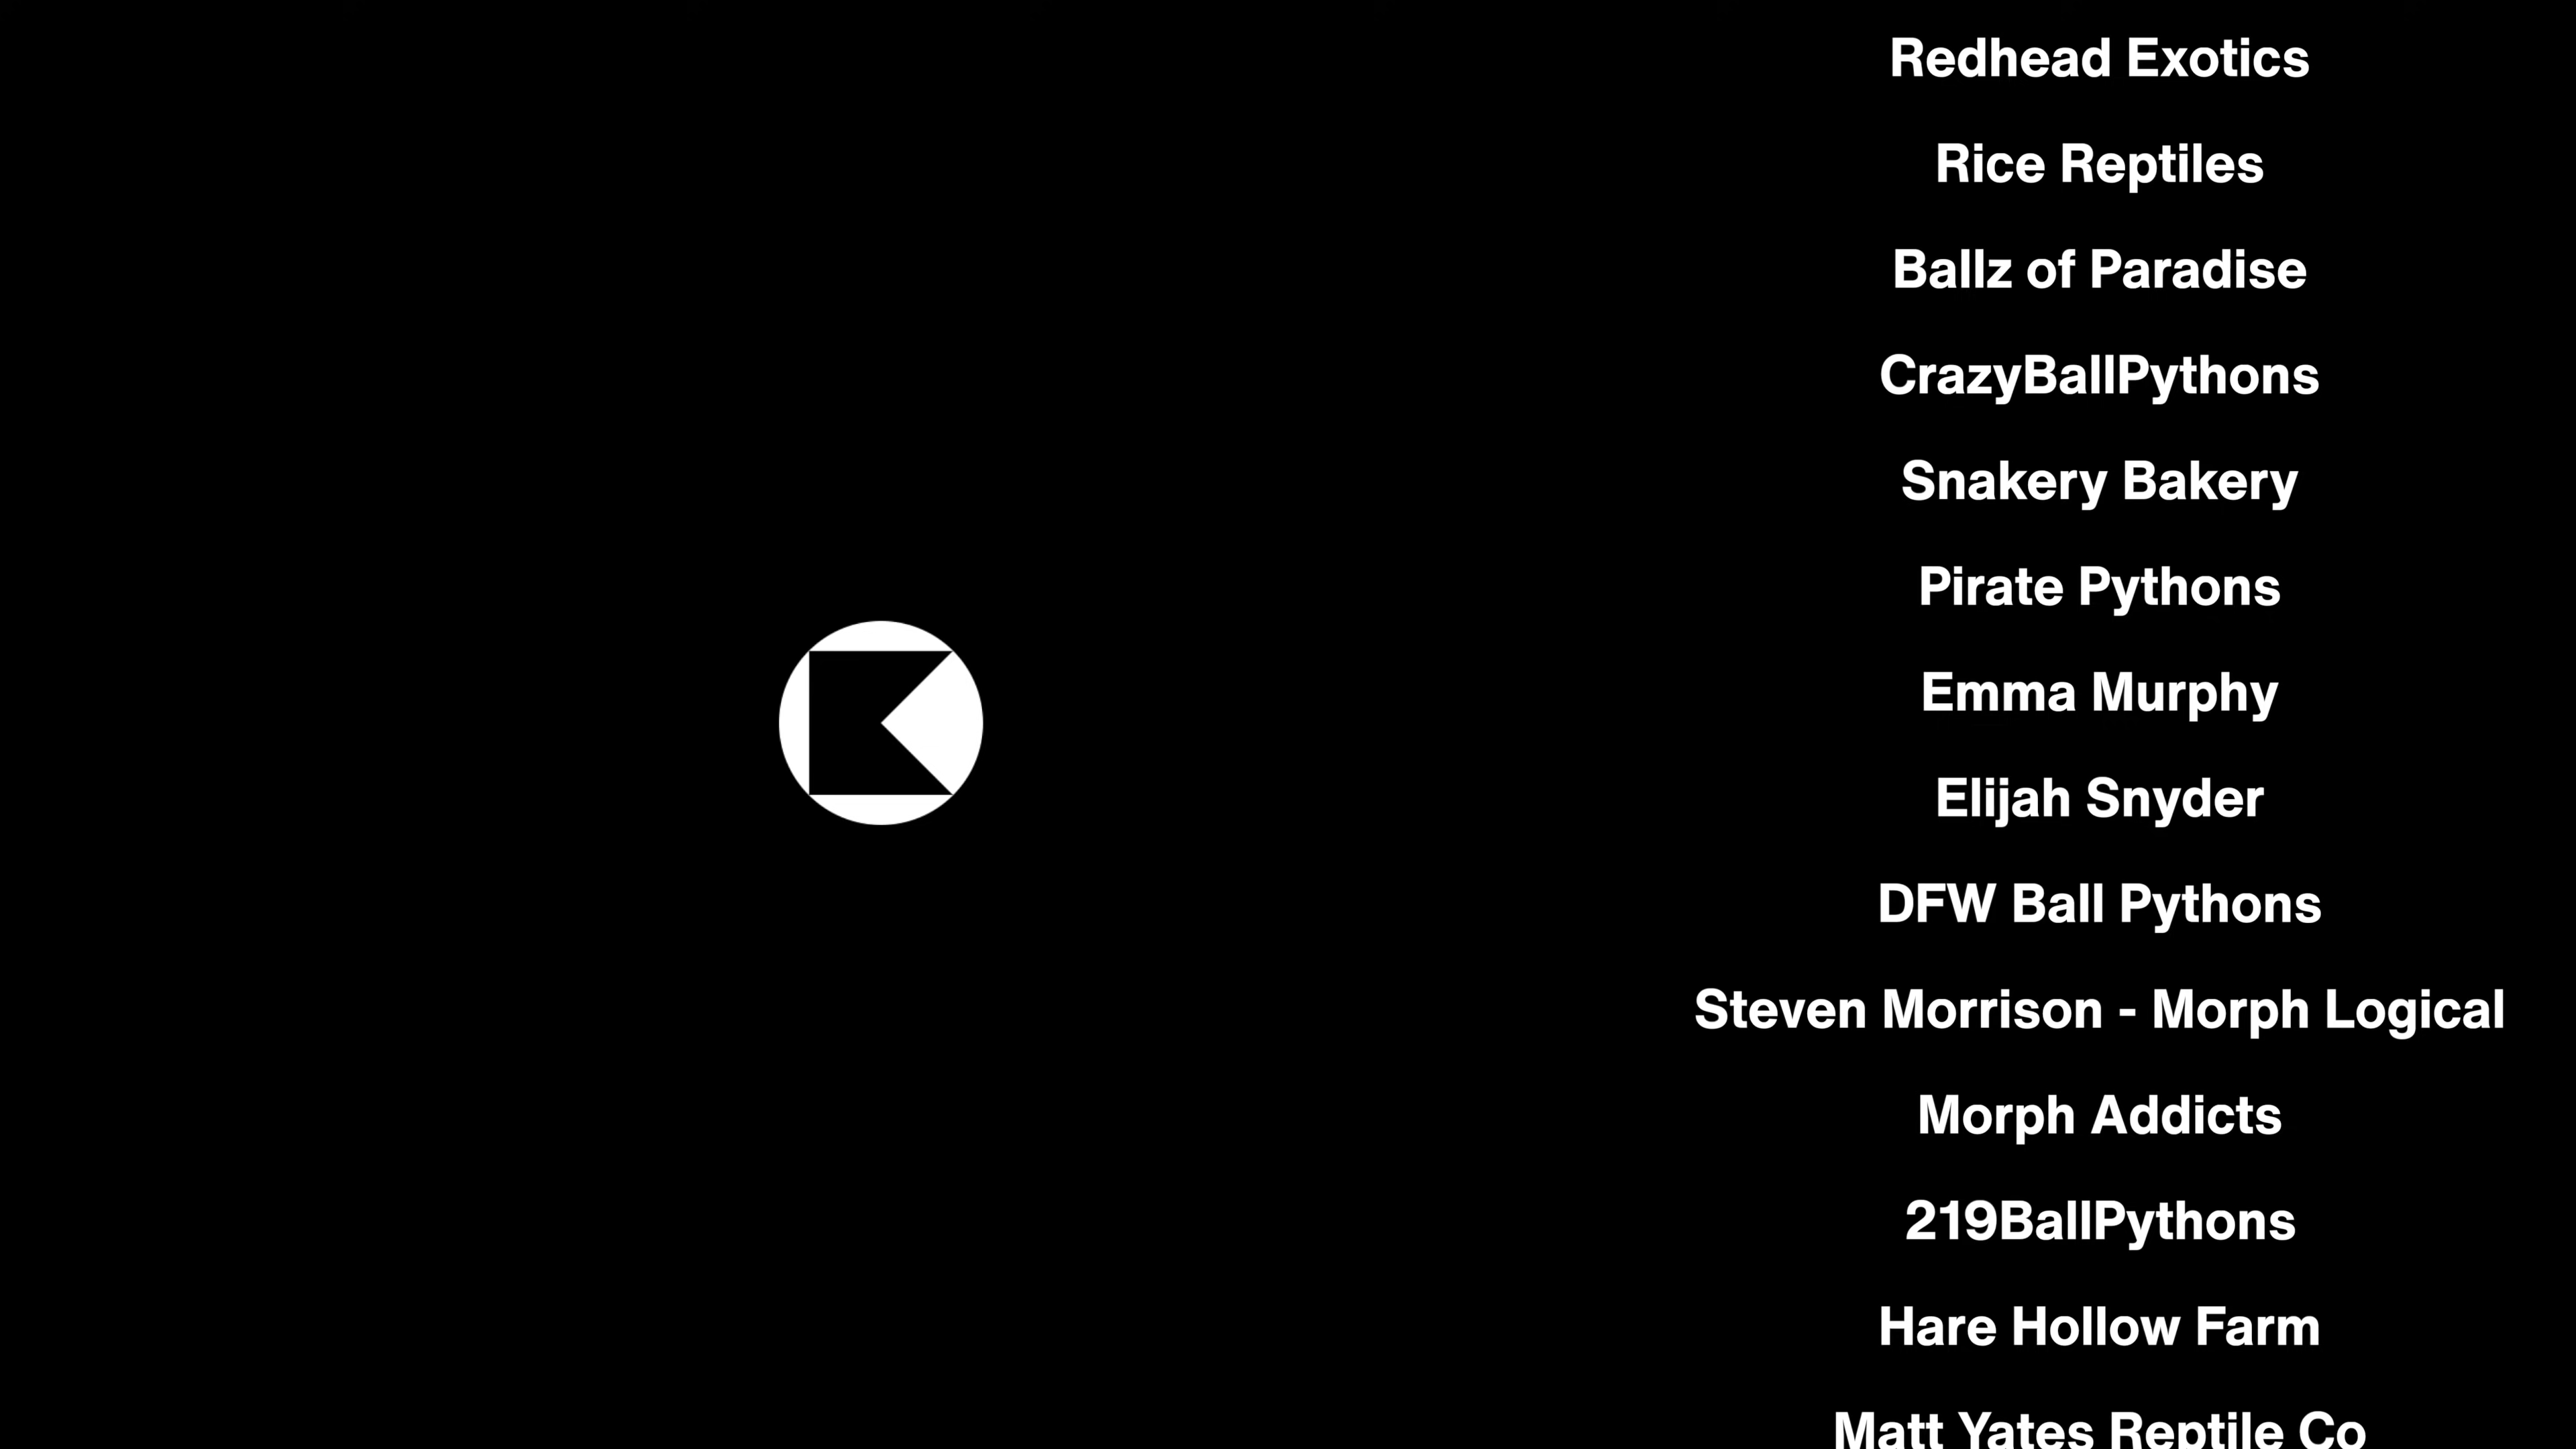 Redhead Exotics
Rice Reptiles
Ballz of Paradise
CrazyBallPythons
Snakery Bakery
Pirate Pythons
Emma Murphy
Elijah Snyder
DFW Ball Pythons
Steven Morrison - Morph Logical
Morph Addicts
219BallPythons
Hare Hollow Farm
Matt Yates Reptile Co